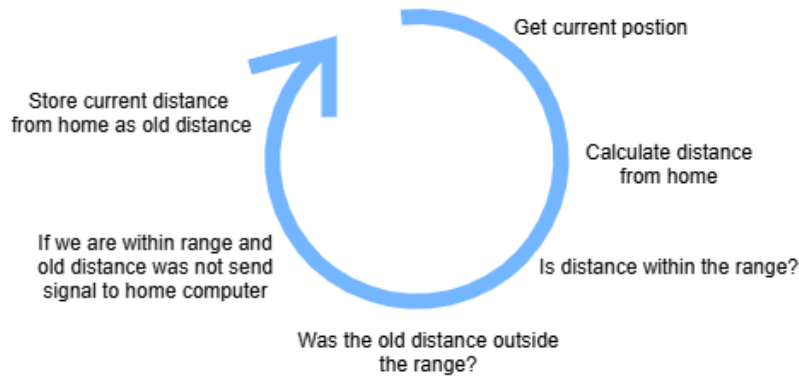 Get current postion
Calculate distance
from home
Is distance within the range?
Was the old distance outside
the range?
If we are within range and
old distance was not send
signal to home computer
Store current distance
from home as old distance